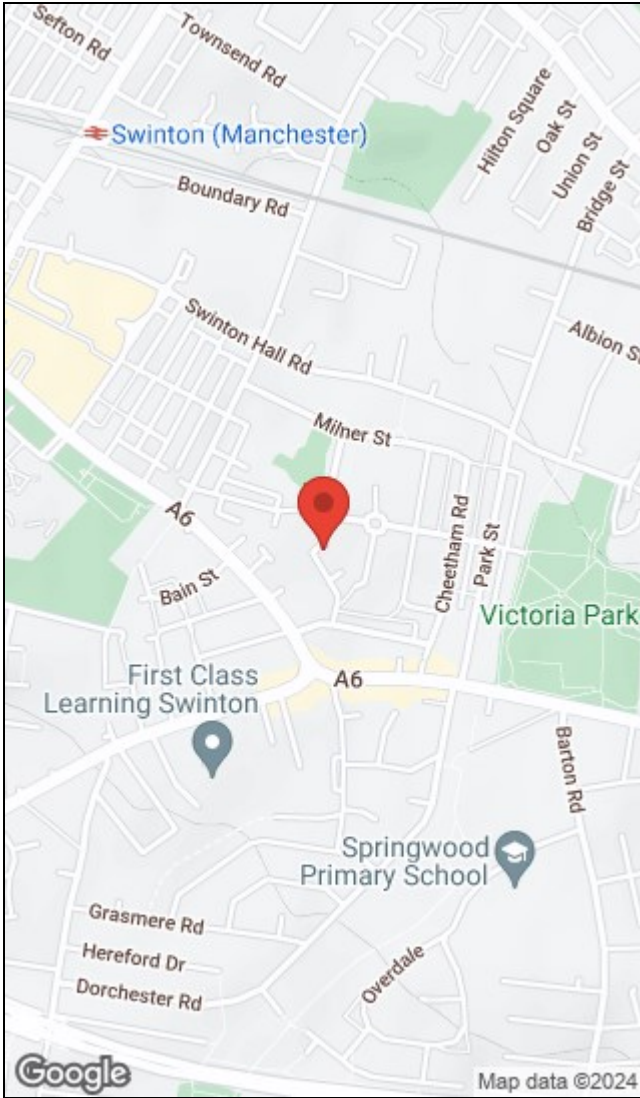 Sefton Rd
Townsend Rd
Swinton (Manchester)
Hilton Square
Oak St
Union St
Bridge St
Boundary Rd
Swinton Hall Rd
Albion St
Milner St
A6
Cheetham Rd
Park St
Bain St
Victoria Park
First Class
Learning Swinton
A6
Barton Rd
Springwood
Primary School
Grasmere Rd
Hereford Dr
Overdale
Dorchester Rd
Google
Map data ©2024